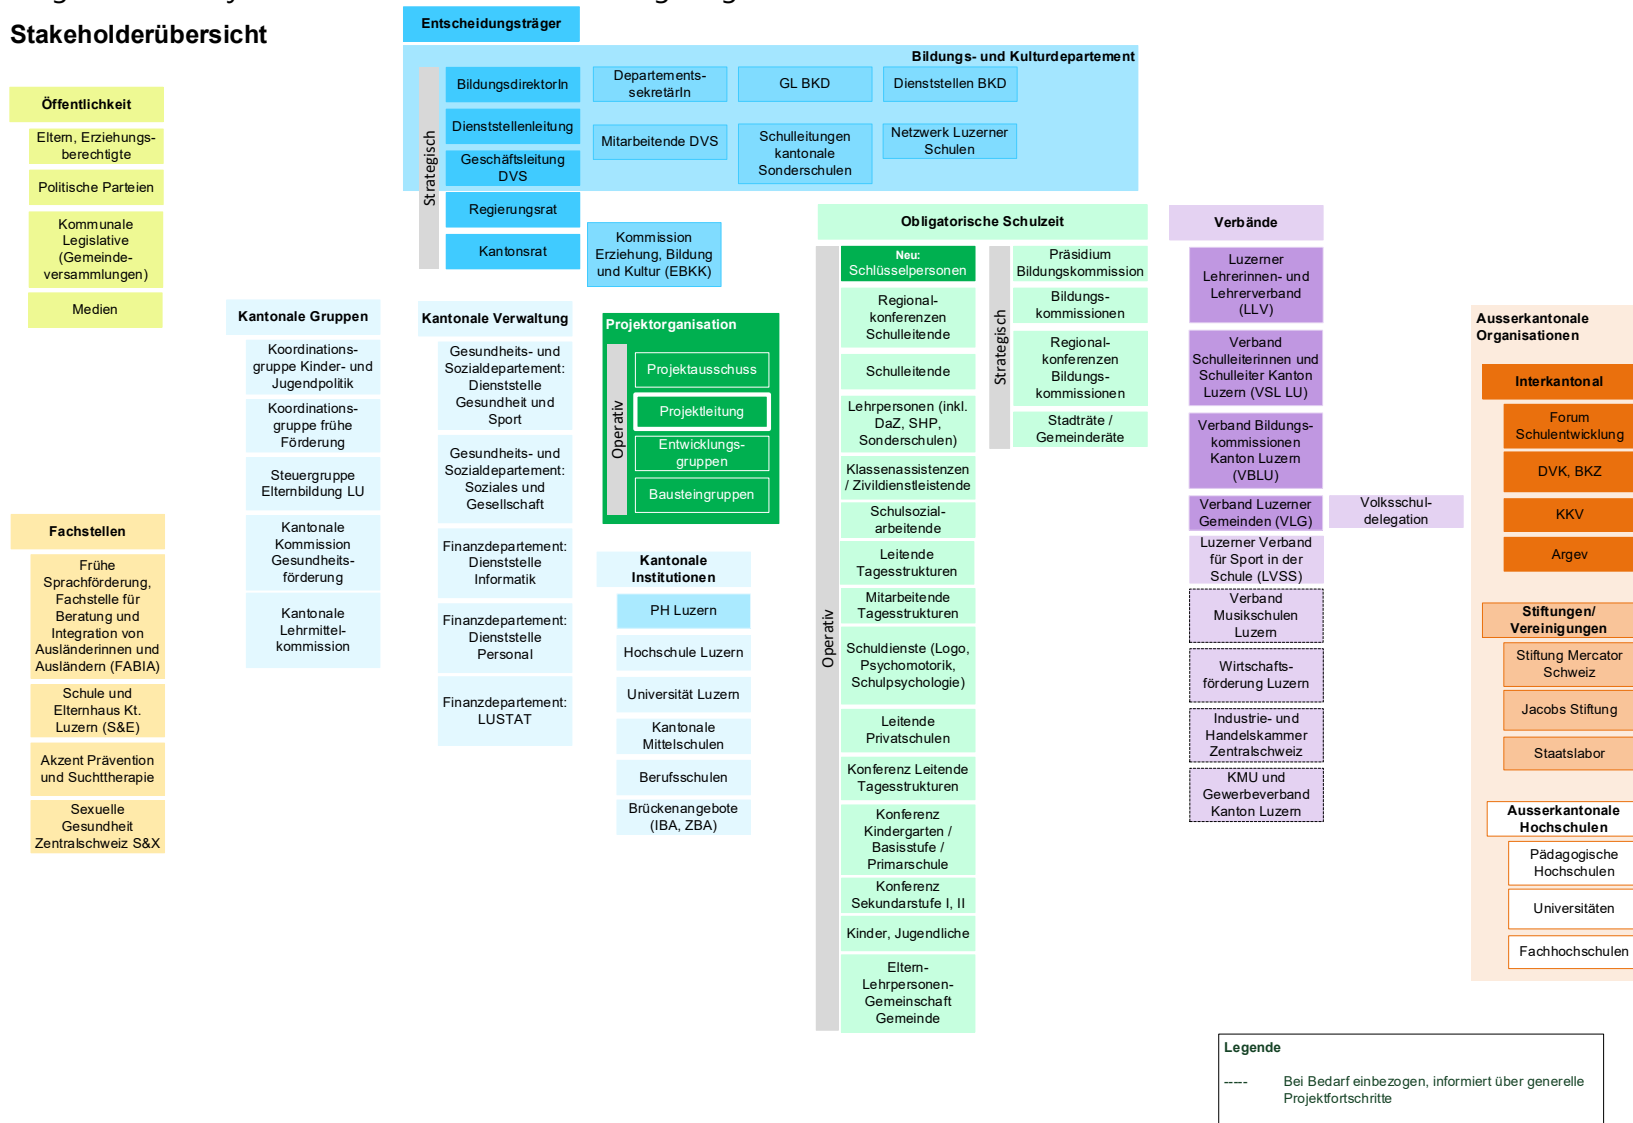 Stakeholderübersicht
Entscheidungsträger
Bildungs- und Kulturdepartement
Strategisch
BildungsdirektorIn
Dienststellenleitung
Geschäftsleitung
DVS
Regierungsrat
Kantonsrat
Departements-
sekretärIn
GL BKD
Dienststellen BKD
Mitarbeitende DVS
Schulleitungen
kantonale
Sonderschulen
Netzwerk Luzerner
Schulen
Kommission
Erziehung, Bildung
und Kultur (EBKK)
Öffentlichkeit
Eltern, Erziehungs-
berechtigte
Politische Parteien
Kommunale
Legislative
(Gemeinde-
versammlungen)
Medien
Fachstellen
Frühe
Sprachförderung,
Fachstelle für
Beratung und
Integration von
Ausländerinnen und
Ausländern (FABIA)
Schule und
Elternhaus Kt.
Luzern (S&E)
Akzent Prävention
und Suchttherapie
Sexuelle
Gesundheit
Zentralschweiz S&X
Kantonale Gruppen
Koordinations-
gruppe Kinder- und
Jugendpolitik
Koordinations-
gruppe frühe
Förderung
Steuergruppe
Elternbildung LU
Kantonale
Kommission
Gesundheits-
förderung
Kantonale
Lehrmittel-
kommission
Kantonale Verwaltung
Gesundheits- und
Sozialdepartement:
Dienststelle
Gesundheit und
Sport
Gesundheits- und
Sozialdepartement:
Soziales und
Gesellschaft
Finanzdepartement:
Dienststelle
Informatik
Finanzdepartement:
Dienststelle
Personal
Finanzdepartement:
LUSTAT
Projektorganisation
Operativ
Projektausschuss
Projektleitung
Entwicklungs-
gruppen
Bausteingruppen
Kantonale
Institutionen
PH Luzern
Hochschule Luzern
Universität Luzern
Kantonale
Mittelschulen
Berufsschulen
Brückenangebote
(IBA, ZBA)
Obligatorische Schulzeit
Operativ
Neu:
Schlüsselpersonen
Regional-
konferenzen
Schulleitende
Schulleitende
Lehrpersonen (inkl.
DaZ, SHP,
Sonderschulen)
Klassenassistenzen
/ Zivildienstleistende
Schulsozial-
arbeitende
Leitende
Tagesstrukturen
Mitarbeitende
Tagesstrukturen
Schuldienste (Logo,
Psychomotorik,
Schulpsychologie)
Leitende
Privatschulen
Konferenz Leitende
Tagesstrukturen
Konferenz
Kindergarten /
Basisstufe /
Primarschule
Konferenz
Sekundarstufe I, II
Kinder, Jugendliche
Eltern-
Lehrpersonen-
Gemeinschaft
Gemeinde
Strategisch
Präsidium
Bildungskommission
Bildungs-
kommissionen
Regional-
konferenzen
Bildungs-
kommissionen
Stadträte /
Gemeinderäte
Verbände
Luzerner
Lehrerinnen- und
Lehrerverband
(LLV)
Verband
Schulleiterinnen und
Schulleiter Kanton
Luzern (VSL LU)
Verband Bildungs-
kommissionen
Kanton Luzern
(VBLU)
Verband Luzerner
Gemeinden (VLG)
Volksschul-
delegation
Luzerner Verband
für Sport in der
Schule (LVSS)
Verband
Musikschulen
Luzern
Wirtschafts-
förderung Luzern
Industrie- und
Handelskammer
Zentralschweiz
KMU und
Gewerbeverband
Kanton Luzern
Ausserkantonale
Organisationen
Interkantonal
Forum
Schulentwicklung
DVK, BKZ
KKV
Argev
Stiftungen/
Vereinigungen
Stiftung Mercator
Schweiz
Jacobs Stiftung
Staatslabor
Ausserkantonale
Hochschulen
Pädagogische
Hochschulen
Universitäten
Fachhochschulen
Legende
----- Bei Bedarf einbezogen, informiert über generelle
Projektfortschritte